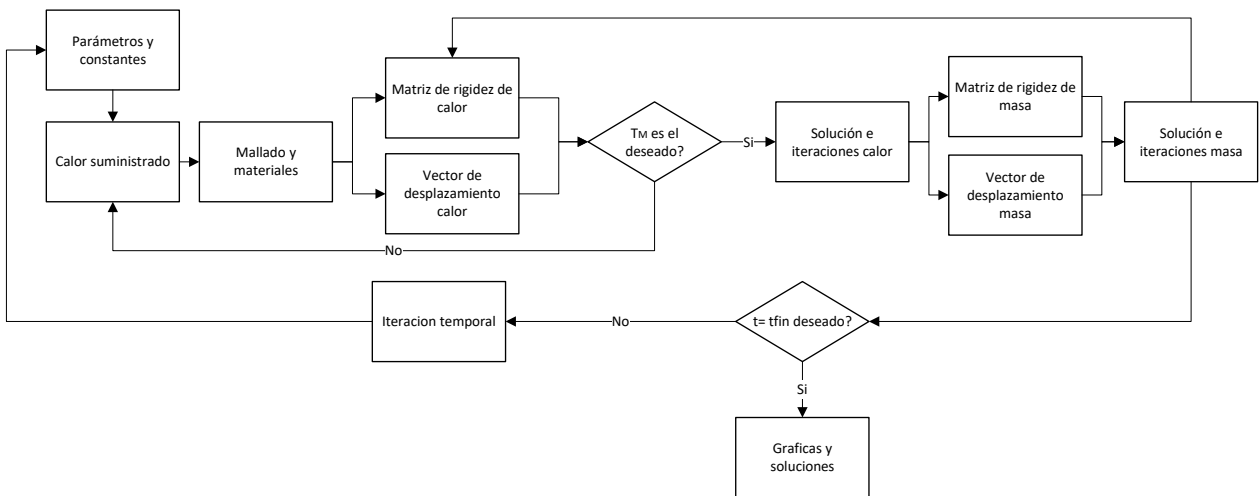 Parámetros y
constantes
Calor suministrado
Mallado y
materiales
Matriz de rigidez de
calor
Vector de
desplazamiento
calor
TM es el
deseado?
Si
No
Solución e
iteraciones calor
Matriz de rigidez de
masa
Vector de
desplazamiento
masa
Solución e
iteraciones masa
t= tfin deseado?
No
Iteracion temporal
Si
Graficas y
soluciones